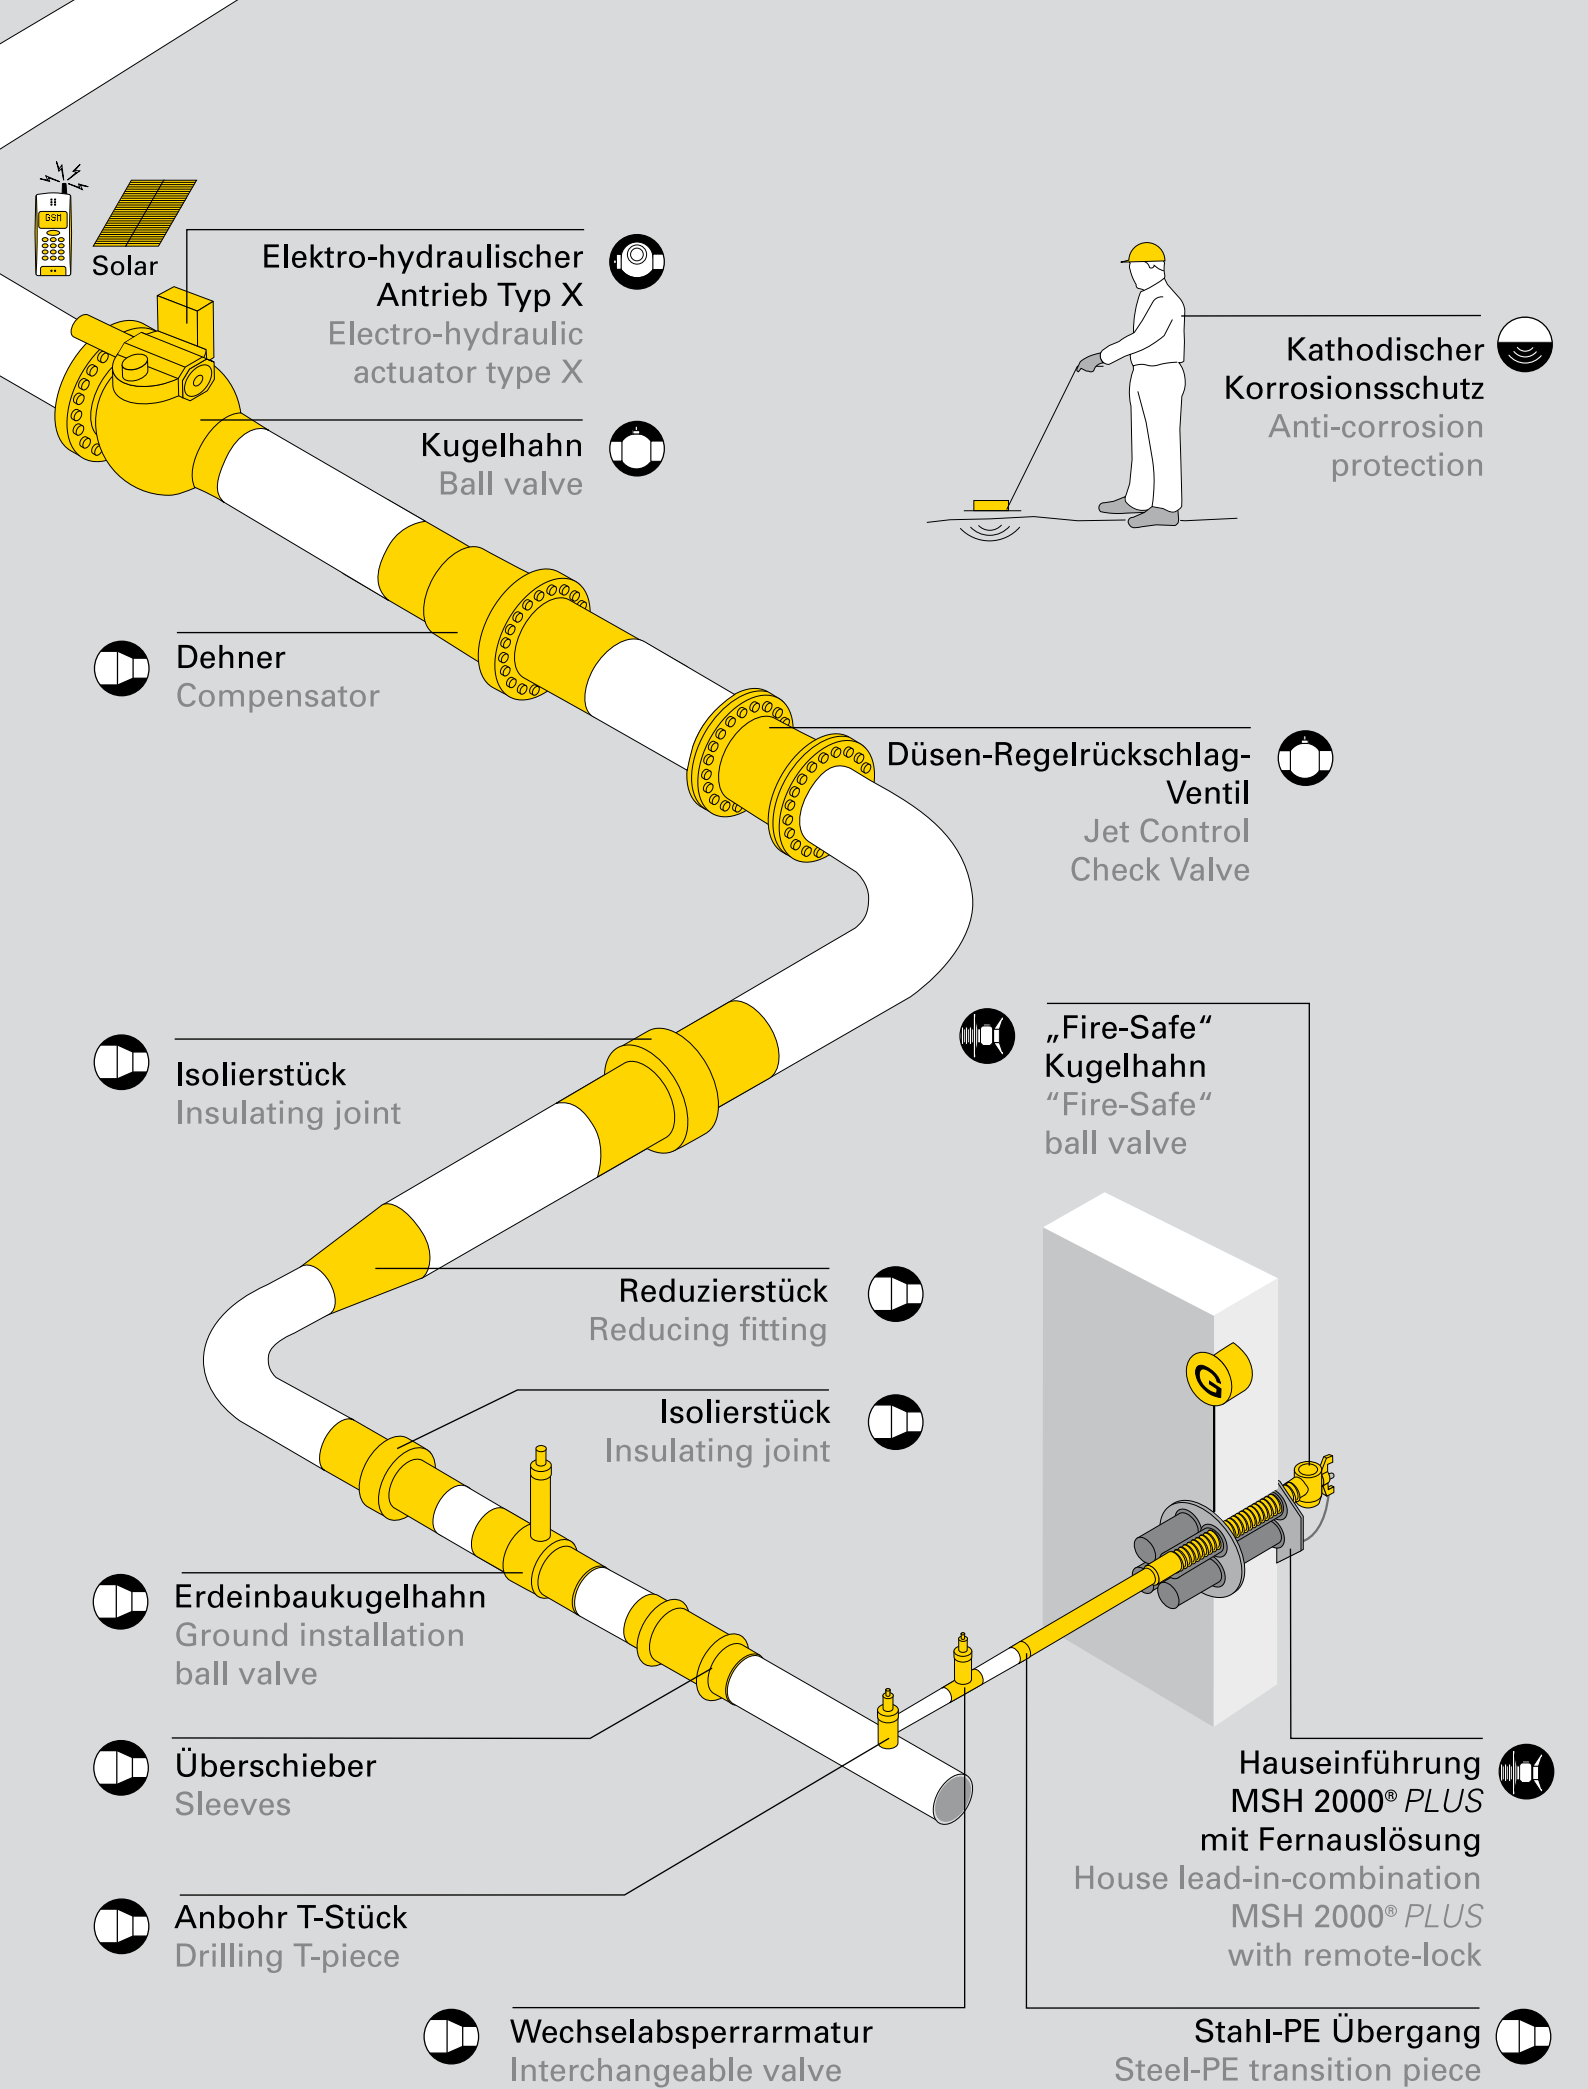 GSM
Solar
Elektro-hydraulischer
Antrieb Typ X
Electro-hydraulic
actuator type X
Kathodischer
Korrosionsschutz
Anti-corrosion
protection
Kugelhahn
Ball valve
Dehner
Compensator
Düsen-Regelrückschlag-
Ventil
Jet Control
Check Valve
„Fire-Safe“
Kugelhahn
“Fire-Safe“
ball valve
Isolierstück
Insulating joint
Reduzierstück
Reducing fitting
G
Isolierstück
Insulating joint
Erdeinbaukugelhahn
Ground installation
ball valve
Überschieber
Sleeves
Hauseinführung
MSH 2000® PLUS
mit Fernauslösung
House lead-in-combination
MSH 2000® PLUS
with remote-lock
Anbohr T-Stück
Drilling T-piece
Wechselabsperrarmatur
Interchangeable valve
Stahl-PE Übergang
Steel-PE transition piece